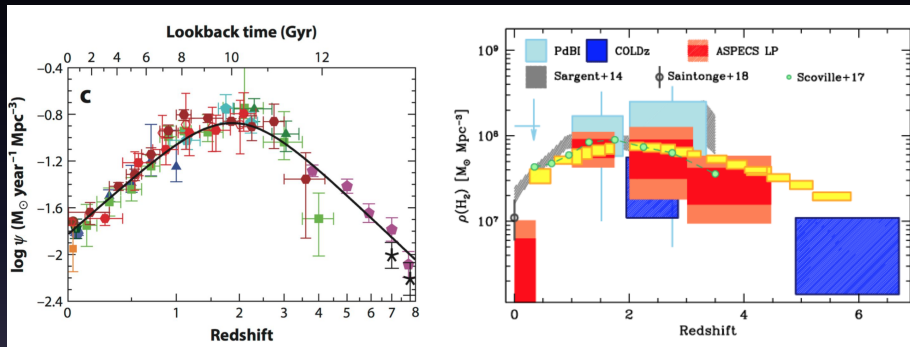 Lookback time (Gyr)
0 2 4 6 8 10 12
C
−0.4
−0.8
−1.2
−1.6
−2.0
−2.4
log ψ (M⊙ year−1 Mpc−3)
0 1 2 3 4 5 6 7 8
Redshift
PdBI COLDz ASPECS LP
Sargent+14 Saintonge+18 Scoville+17
10⁹
10⁸
10⁷
ρ(H₂) [M⊙ Mpc−3]
0 2 4 6
Redshift